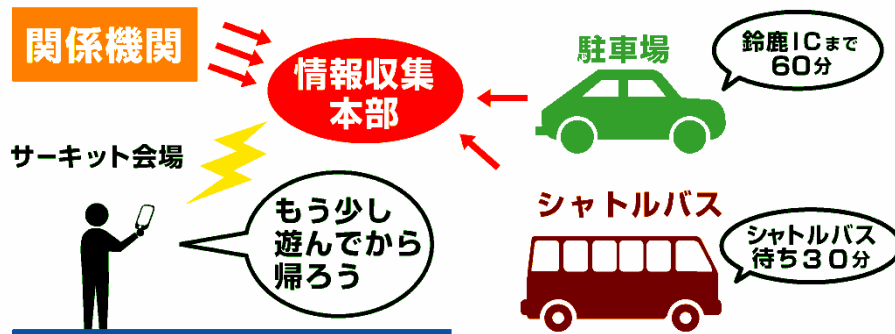 関係機関
情報収集
本部
駐車場
鈴鹿ICまで
60分
サーキット会場
もう少し
遊んでから
帰ろう
シャトルバス
シャトルバス
待ち30分